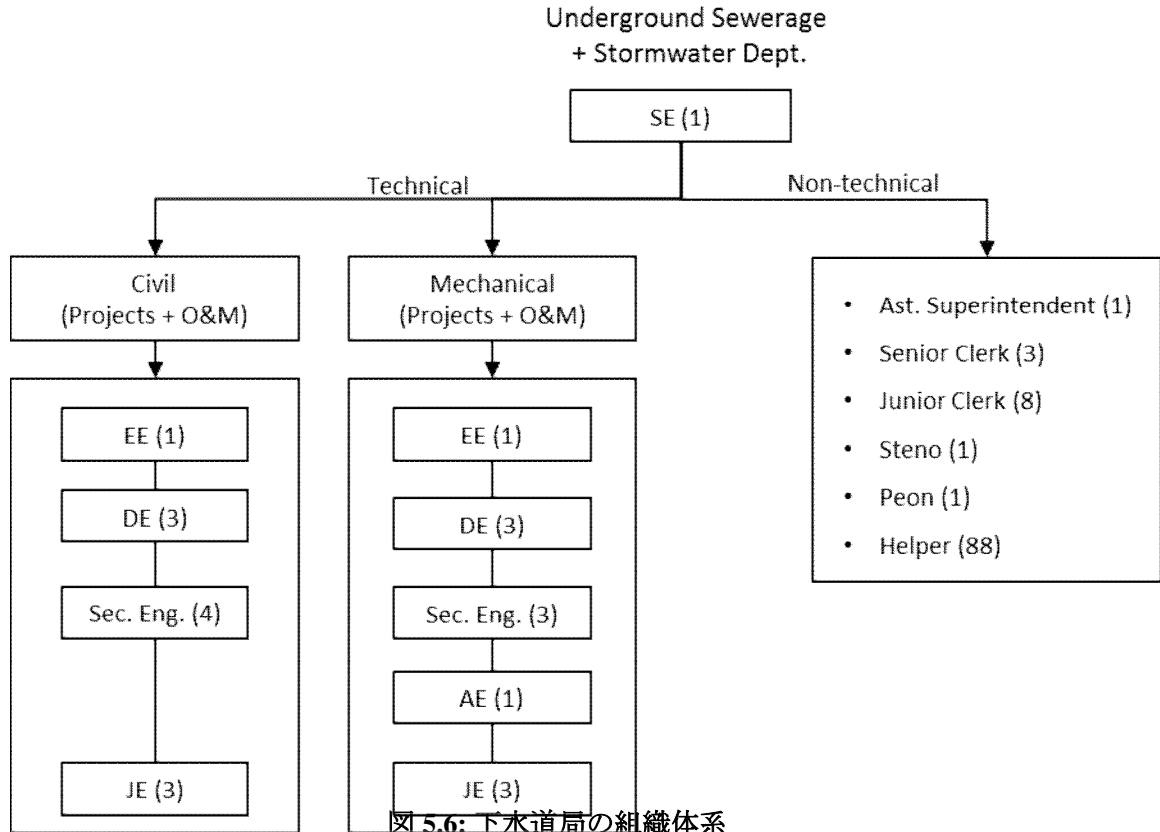 Underground Sewerage
+ Stormwater Dept.
SE (1)
Technical
Non-technical
Civil
(Projects + O&M)
Mechanical
(Projects + O&M)
EE (1)
DE (3)
Sec. Eng. (4)
JE (3)
EE (1)
DE (3)
Sec. Eng. (3)
AE (1)
JE (3)
• Ast. Superintendent (1)
• Senior Clerk (3)
• Junior Clerk (8)
• Steno (1)
• Peon (1)
• Helper (88)
図 5.6: 下水道局の組織体系